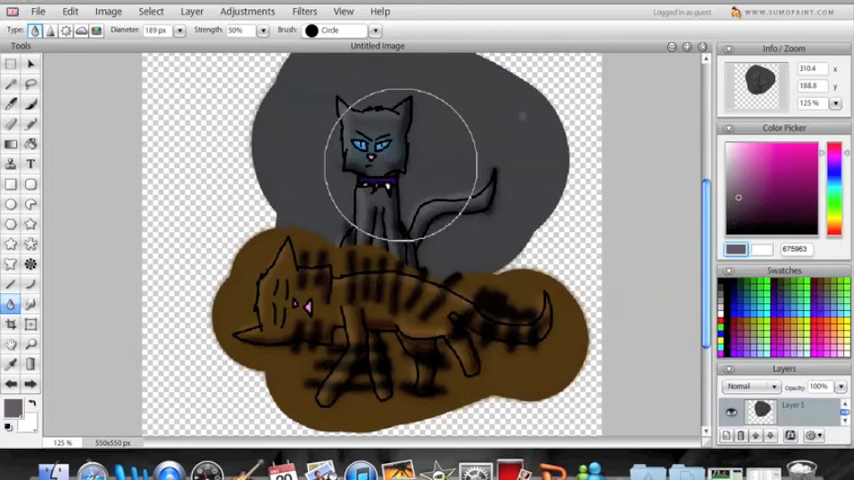 File Edit Image Select Layer Adjustments Filters View Help
Logged in as guest
WWW.SUMOPAINT.COM
Type: Diameter: 189 px Strength: 50% Brush: Circle
Tools
Untitled Image
Info / Zoom
310.4 x
188.6 y
125 %
Color Picker
675963
Swatches
Layers
Normal Opacity: 100%
Layer 5
125 % 550x550 px